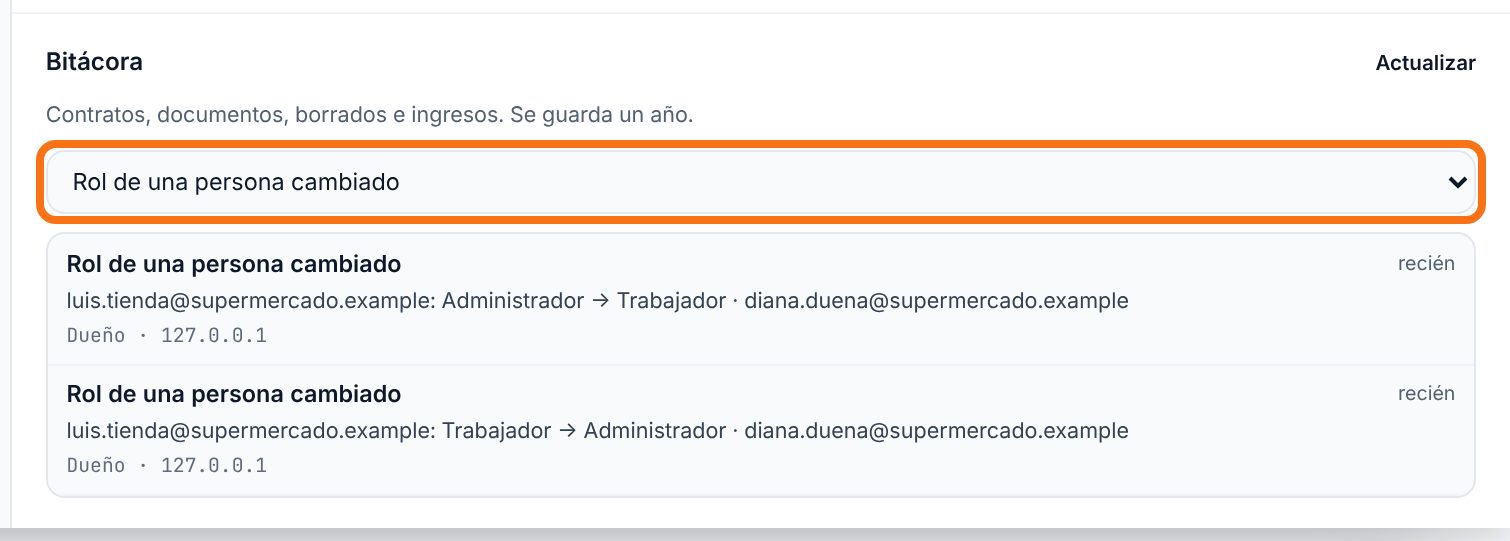 Bitácora
Actualizar
Contratos, documentos, borrados e ingresos. Se guarda un año.
Rol de una persona cambiado
Rol de una persona cambiado
recién
luis.tienda@supermercado.example: Administrador → Trabajador · diana.duena@supermercado.example
Dueño · 127.0.0.1
Rol de una persona cambiado
recién
luis.tienda@supermercado.example: Trabajador → Administrador · diana.duena@supermercado.example
Dueño · 127.0.0.1